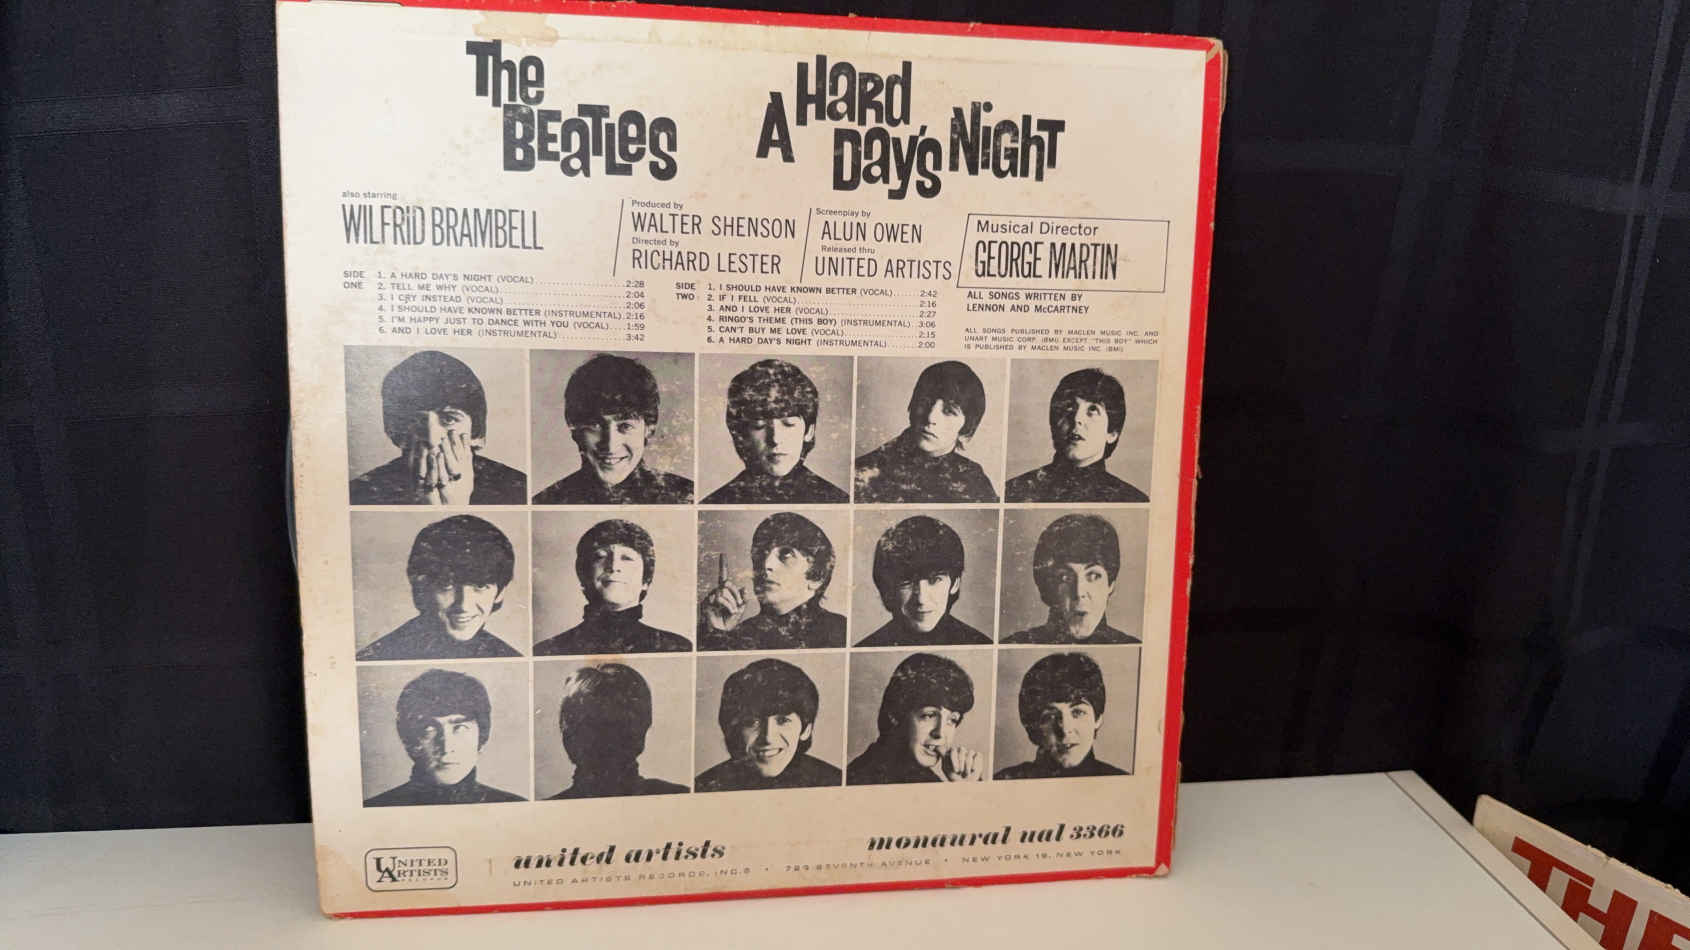 The
BEATLES
A HARD
DAY'S NIGHT
also starring
WILFRID BRAMBELL
Produced by
WALTER SHENSON
Directed by
RICHARD LESTER
Screenplay by
ALUN OWEN
Released thru
UNITED ARTISTS
Musical Director
GEORGE MARTIN
SIDE ONE
1. A HARD DAY'S NIGHT (VOCAL) 2:28
2. TELL ME WHY (VOCAL) 2:04
3. I CRY INSTEAD (VOCAL) 2:06
4. I SHOULD HAVE KNOWN BETTER (INSTRUMENTAL) 2:16
5. I'M HAPPY JUST TO DANCE WITH YOU (VOCAL) 1:59
6. AND I LOVE HER (INSTRUMENTAL) 3:42
SIDE TWO
1. I SHOULD HAVE KNOWN BETTER (VOCAL) 2:42
2. IF I FELL (VOCAL) 2:16
3. AND I LOVE HER (VOCAL) 2:27
4. RINGO'S THEME (THIS BOY) (INSTRUMENTAL) 3:06
5. CAN'T BUY ME LOVE (VOCAL) 2:15
6. A HARD DAY'S NIGHT (INSTRUMENTAL) 2:00
ALL SONGS WRITTEN BY
LENNON AND McCARTNEY
ALL SONGS PUBLISHED BY MACLEN MUSIC INC. AND
UNART MUSIC CORP. (BMI) EXCEPT "THIS BOY" WHICH
IS PUBLISHED BY MACLEN MUSIC INC. (BMI)
UNITED
ARTISTS
RECORDS
united artists
monaural ual 3366
UNITED ARTISTS RECORDS, INC. • 729 SEVENTH AVENUE • NEW YORK 19, NEW YORK
THE